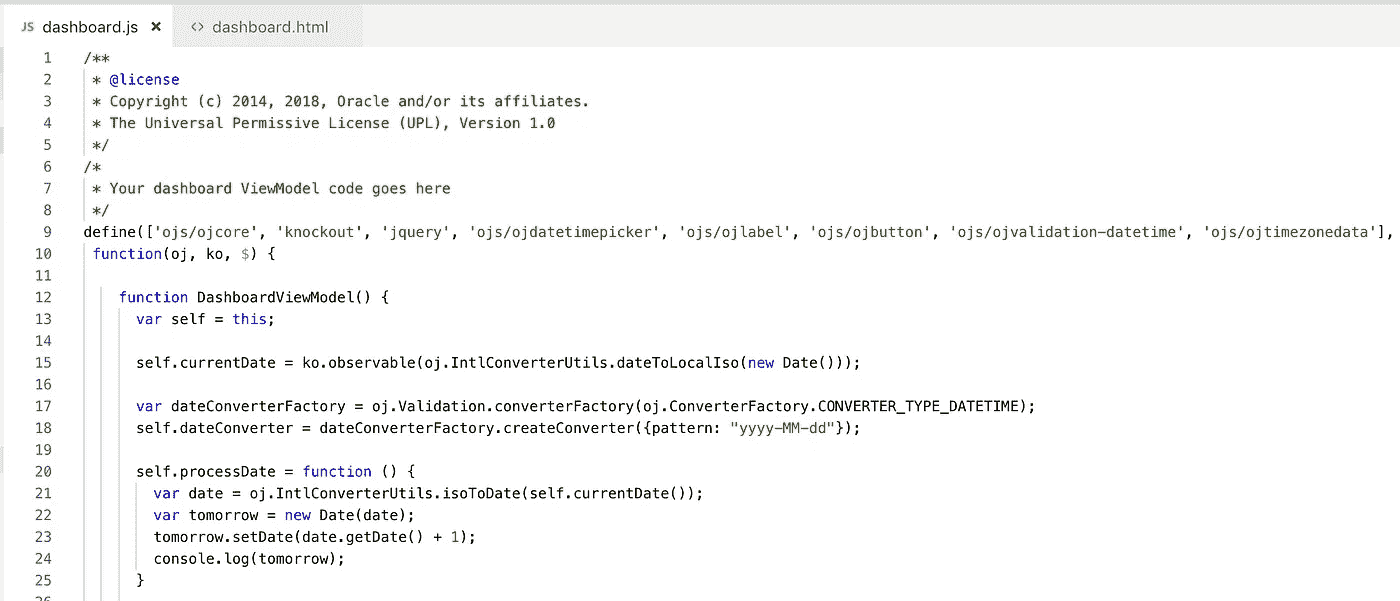 JS dashboard.js × <> dashboard.html
1 /**
2 * @license
3 * Copyright (c) 2014, 2018, Oracle and/or its affiliates.
4 * The Universal Permissive License (UPL), Version 1.0
5 */
6 /*
7 * Your dashboard ViewModel code goes here
8 */
9 define(['ojs/ojcore', 'knockout', 'jquery', 'ojs/ojdatetimepicker', 'ojs/ojlabel', 'ojs/ojbutton', 'ojs/ojvalidation-datetime', 'ojs/ojtimezonedata'],
10 function(oj, ko, $) {
11
12 function DashboardViewModel() {
13 var self = this;
14
15 self.currentDate = ko.observable(oj.IntlConverterUtils.dateToLocalIso(new Date()));
16
17 var dateConverterFactory = oj.Validation.converterFactory(oj.ConverterFactory.CONVERTER_TYPE_DATETIME);
18 self.dateConverter = dateConverterFactory.createConverter({pattern: "yyyy-MM-dd"});
19
20 self.processDate = function () {
21 var date = oj.IntlConverterUtils.isoToDate(self.currentDate());
22 var tomorrow = new Date(date);
23 tomorrow.setDate(date.getDate() + 1);
24 console.log(tomorrow);
25 }
26